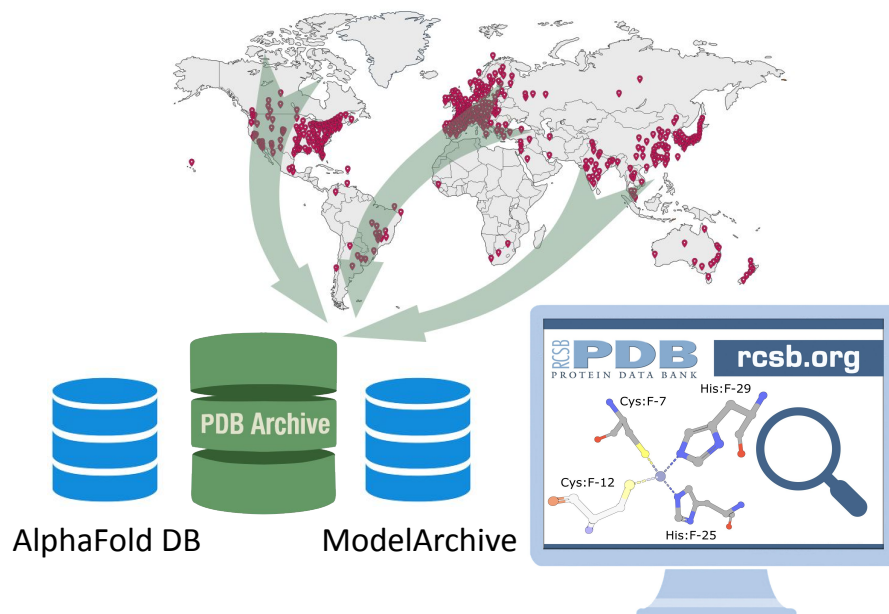 PDB Archive
AlphaFold DB
ModelArchive
RCSB
PDB
PROTEIN DATA BANK
rcsb.org
Cys:F-7
His:F-29
Cys:F-12
His:F-25